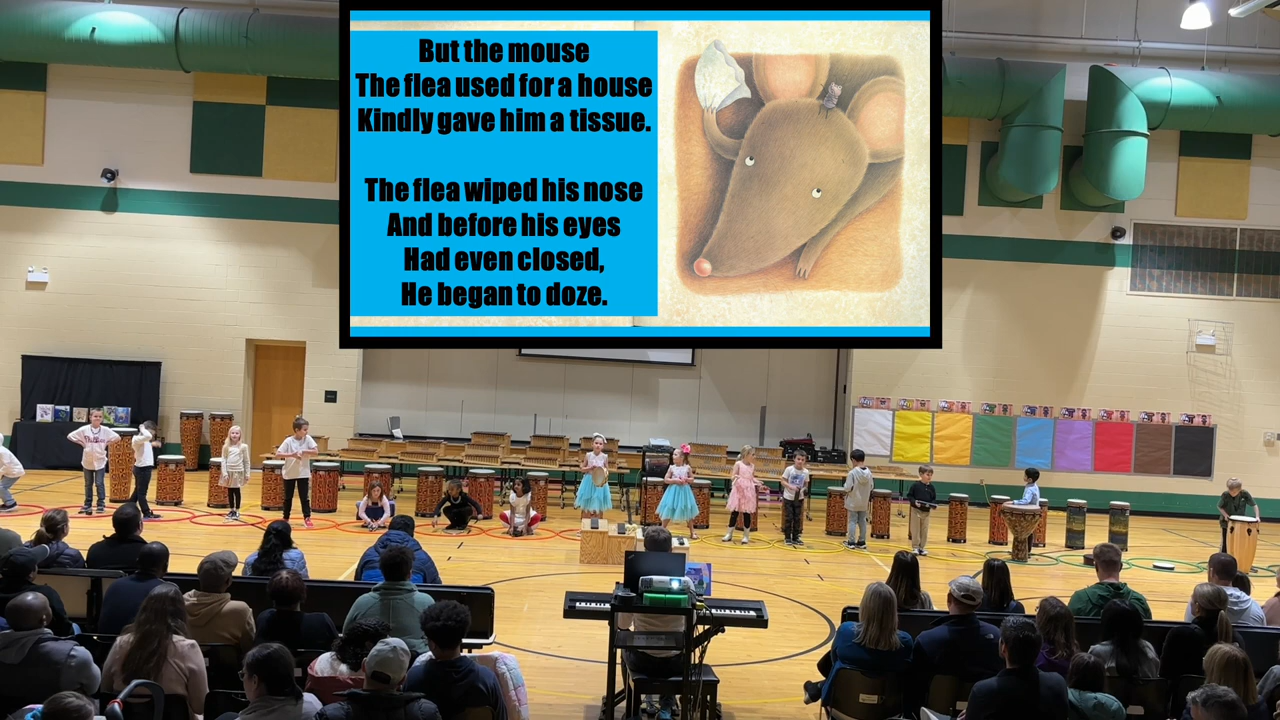 But the mouse
The flea used for a house
Kindly gave him a tissue.
The flea wiped his nose
And before his eyes
Had even closed,
He began to doze.